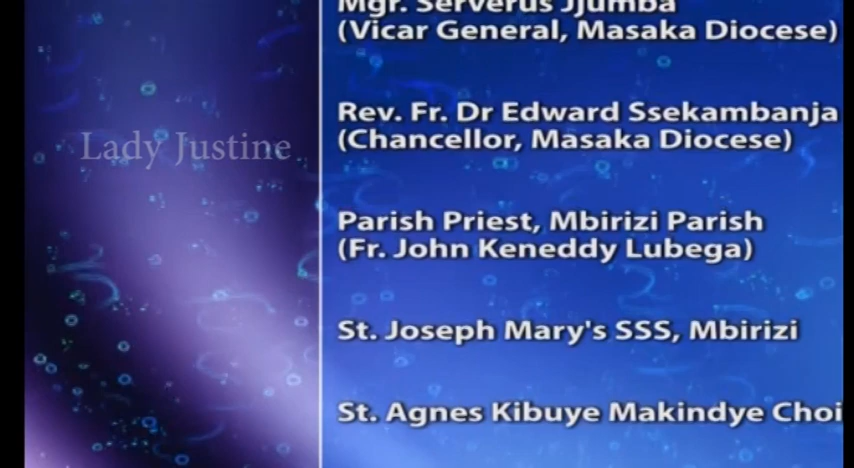 Mgr. Serverus Jjumba
(Vicar General, Masaka Diocese)
Rev. Fr. Dr Edward Ssekambanja
(Chancellor, Masaka Diocese)
Lady Justine
Parish Priest, Mbirizi Parish
(Fr. John Keneddy Lubega)
St. Joseph Mary's SSS, Mbirizi
St. Agnes Kibuye Makindye Choi